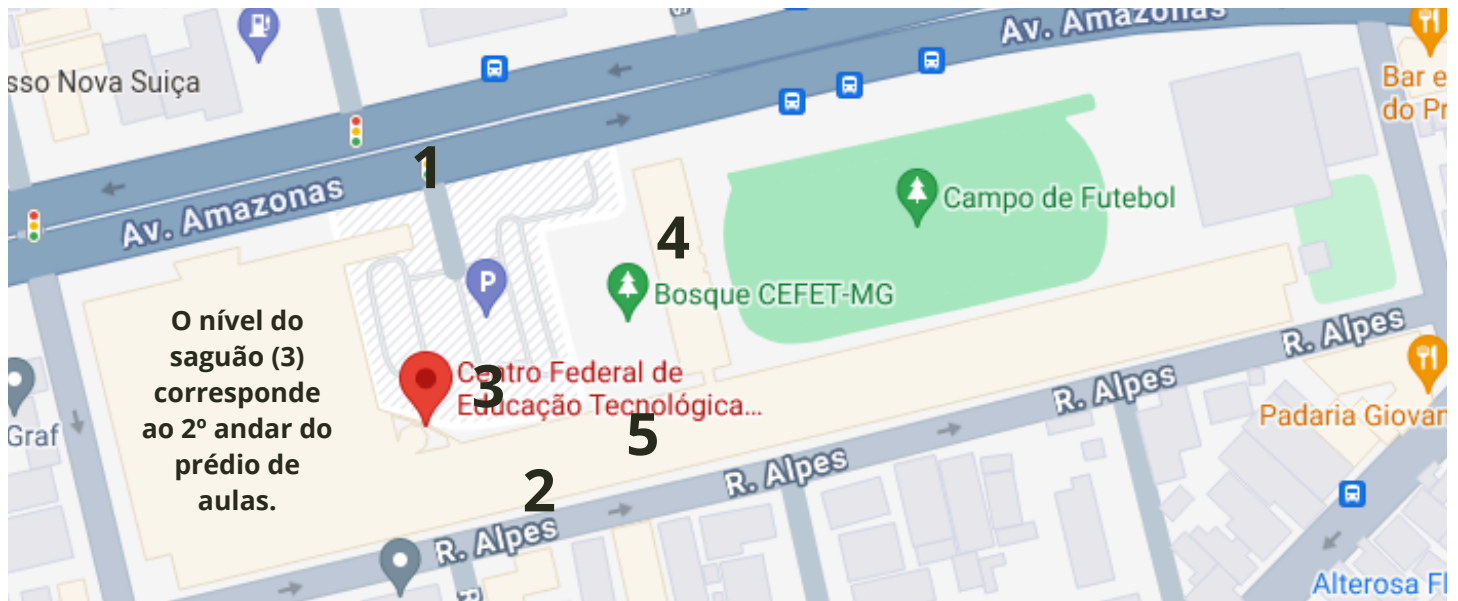 Av. Amazonas
sso Nova Suiça
Bar e
do Pr
1
Av. Amazonas
Campo de Futebol
4
P
Bosque CEFET-MG
O nível do
saguão (3)
corresponde
ao 2º andar do
prédio de
aulas.
Centro Federal de
Educação Tecnológica...
3
5
2
Graf
R. Alpes
R. Alpes
R. Alpes
R. Alpes
Padaria Giovan
Alterosa Fl